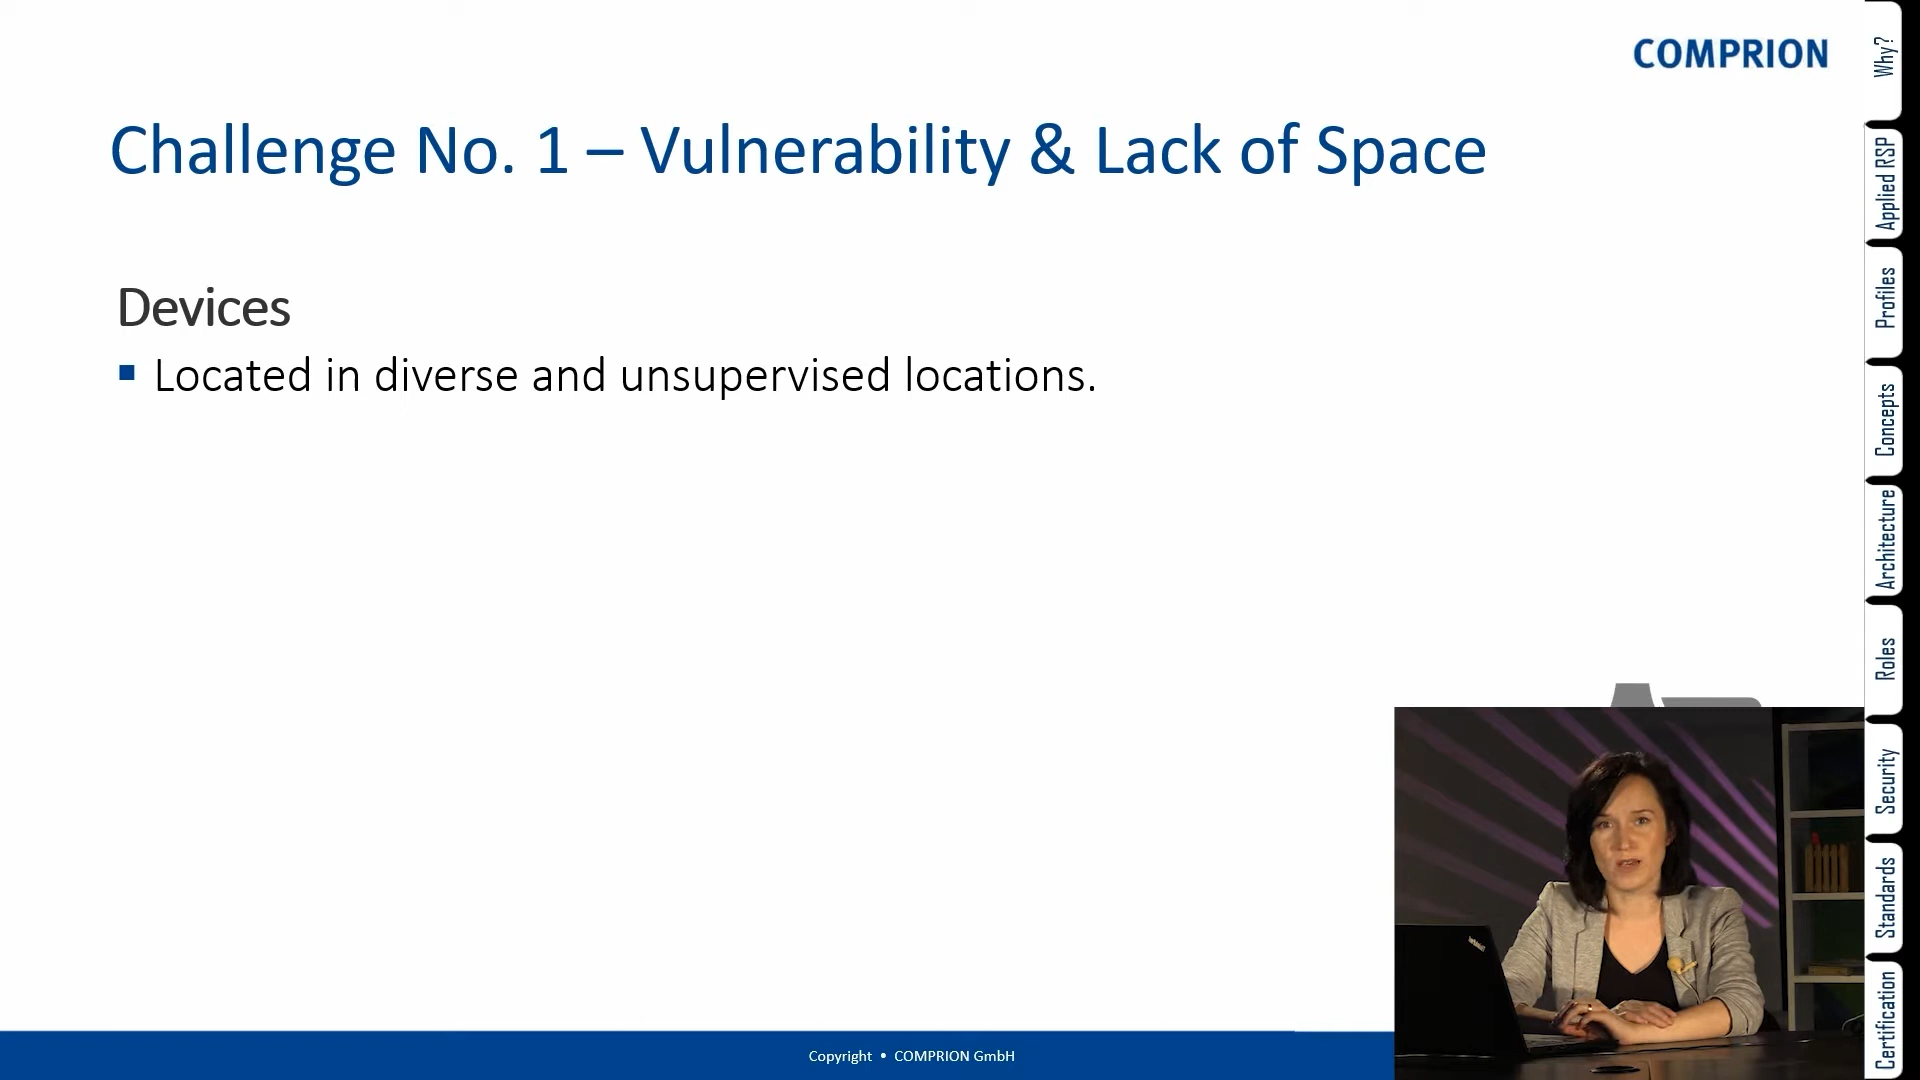 COMPRION
Challenge No. 1 – Vulnerability & Lack of Space
Devices
▪ Located in diverse and unsupervised locations.
Copyright • COMPRION GmbH
Why?
Applied RSP
Profiles
Concepts
Architecture
Roles
Security
Standards
Certification